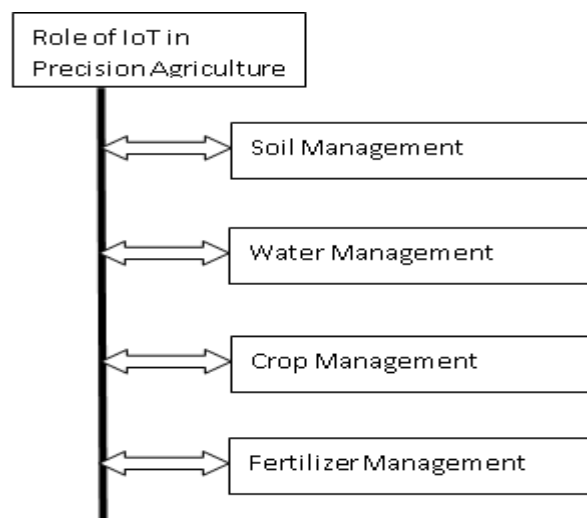 Role of IoT in
Precision Agriculture
Soil Management
Water Management
Crop Management
Fertilizer Management